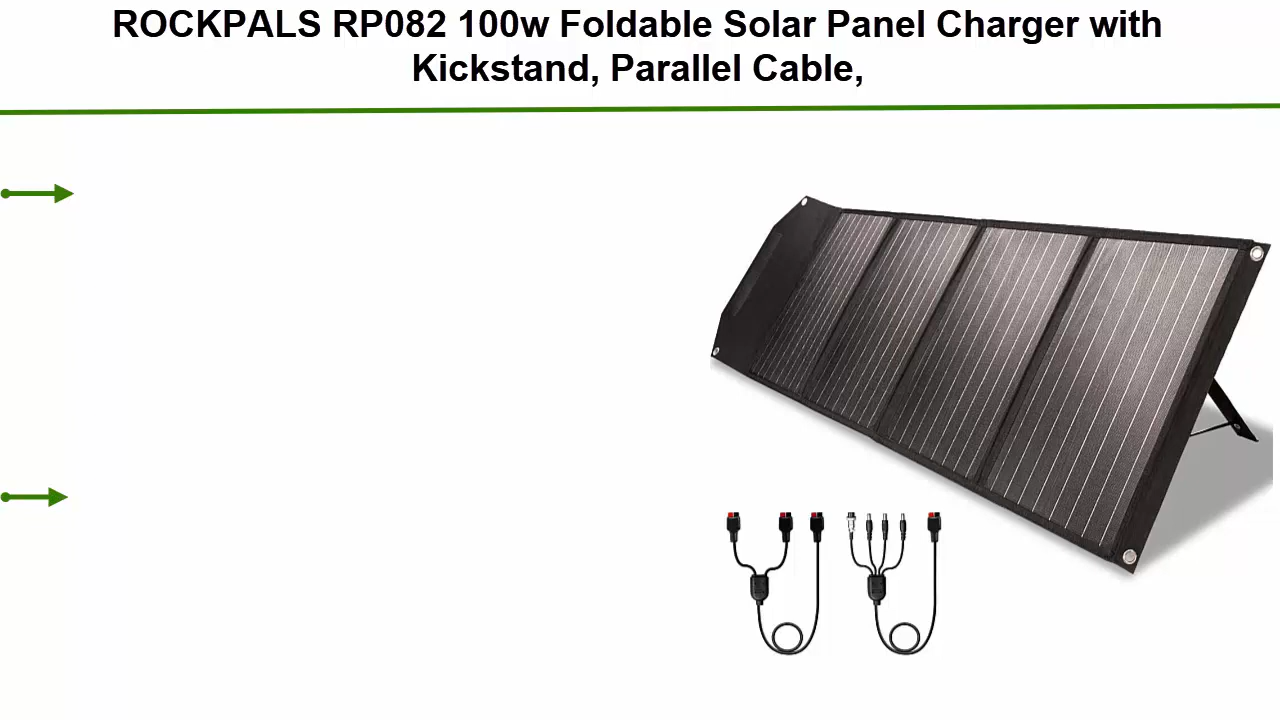 ROCKPALS RP082 100w Foldable Solar Panel Charger with
Kickstand, Parallel Cable,